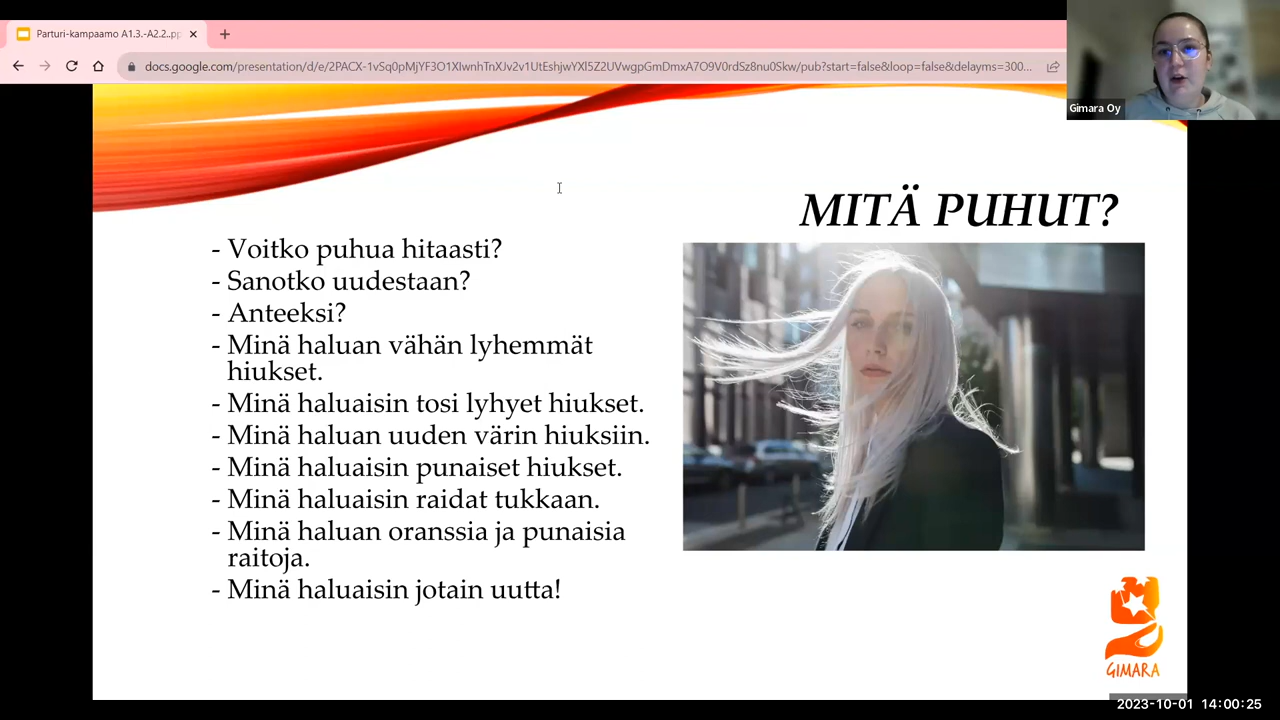 Parturi-kampaamo A1.3.-A2.2..pp
docs.google.com/presentation/d/e/2PACX-1vSq0pMjYF3O1XIwnhTnXJv2v1UtEshjwYXl5Z2UVwgpGmDmxA7O9V0rdSz8nu0Skw/pub?start=false&loop=false&delayms=300...
Gimara Oy
MITÄ PUHUT?
- Voitko puhua hitaasti?
- Sanotko uudestaan?
- Anteeksi?
- Minä haluan vähän lyhemmät
hiukset.
- Minä haluaisin tosi lyhyet hiukset.
- Minä haluan uuden värin hiuksiin.
- Minä haluaisin punaiset hiukset.
- Minä haluaisin raidat tukkaan.
- Minä haluan oranssia ja punaisia
raitoja.
- Minä haluaisin jotain uutta!
GIMARA
2023-10-01 14:00:25